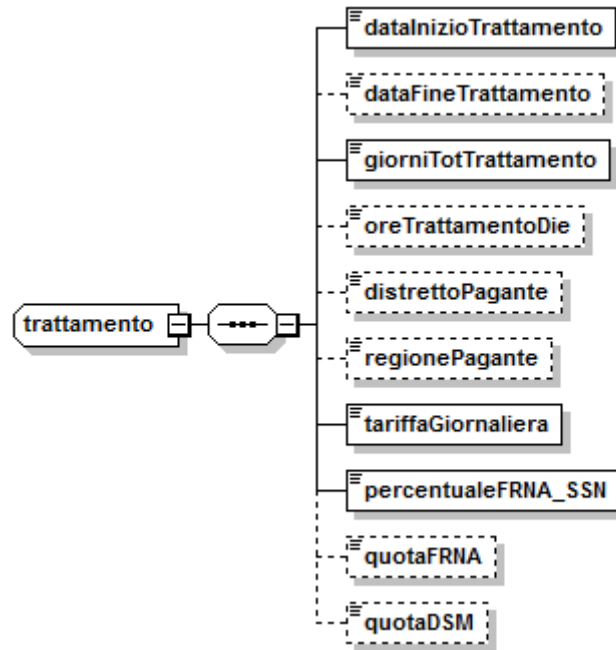 dataInizioTrattamento
dataFineTrattamento
giorniTotTrattamento
oreTrattamentoDie
distrettoPagante
trattamento
regionePagante
tariffaGiornaliera
percentualeFRNA_SSN
quotaFRNA
quotaDSM